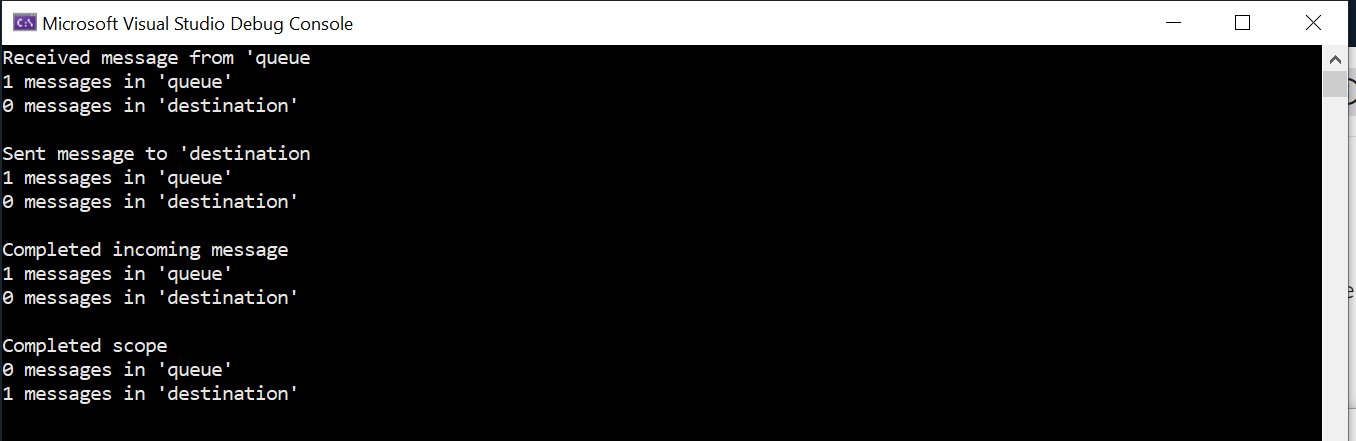 C:\
Microsoft Visual Studio Debug Console
Received message from 'queue
1 messages in 'queue'
0 messages in 'destination'
Sent message to 'destination
1 messages in 'queue'
0 messages in 'destination'
Completed incoming message
1 messages in 'queue'
0 messages in 'destination'
Completed scope
0 messages in 'queue'
1 messages in 'destination'